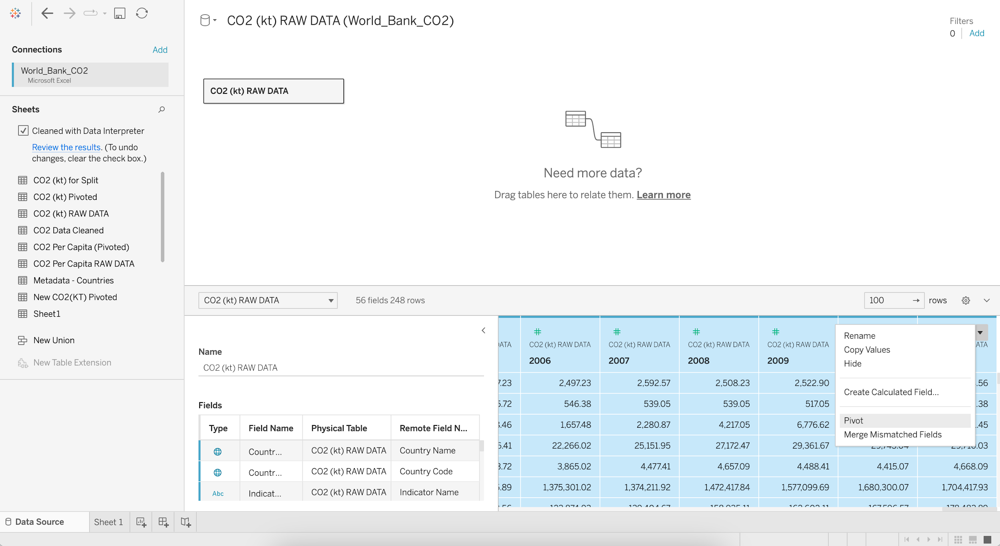 CO2 (kt) RAW DATA (World_Bank_CO2)
Filters
0 | Add
Connections
Add
World_Bank_CO2
Microsoft Excel
CO2 (kt) RAW DATA
Sheets
Cleaned with Data Interpreter
Review the results. (To undo
changes, clear the check box.)
CO2 (kt) for Split
CO2 (kt) Pivoted
CO2 (kt) RAW DATA
CO2 Data Cleaned
CO2 Per Capita (Pivoted)
CO2 Per Capita RAW DATA
Metadata - Countries
New CO2(KT) Pivoted
Sheet1
New Union
New Table Extension
Need more data?
Drag tables here to relate them. Learn more
CO2 (kt) RAW DATA
56 fields 248 rows
100 → rows
Name
CO2 (kt) RAW DATA
Fields
Type Field Name Physical Table Remote Field N...
Countr... CO2 (kt) RAW DATA Country Name
Countr... CO2 (kt) RAW DATA Country Code
Abc Indicat... CO2 (kt) RAW DATA Indicator Name
ATA CO2 (kt) RAW DATA CO2 (kt) RAW DATA CO2 (kt) RAW DATA CO2 (kt) RAW DATA ATA
2006 2007 2008 2009
7.23 2,497.23 2,592.57 2,508.23 2,522.90 .56
5.72 546.38 539.05 539.05 517.05 .38
3.46 1,657.48 2,280.87 4,217.05 6,776.62 .45
6.41 22,266.02 25,151.95 27,172.47 29,361.67 .03
3.72 3,865.02 4,477.41 4,657.09 4,488.41 4,415.07 4,668.09
5.89 1,375,301.02 1,374,211.92 1,472,417.84 1,577,099.69 1,680,300.07 1,704,417.93
Rename
Copy Values
Hide
Create Calculated Field...
Pivot
Merge Mismatched Fields
Data Source
Sheet 1